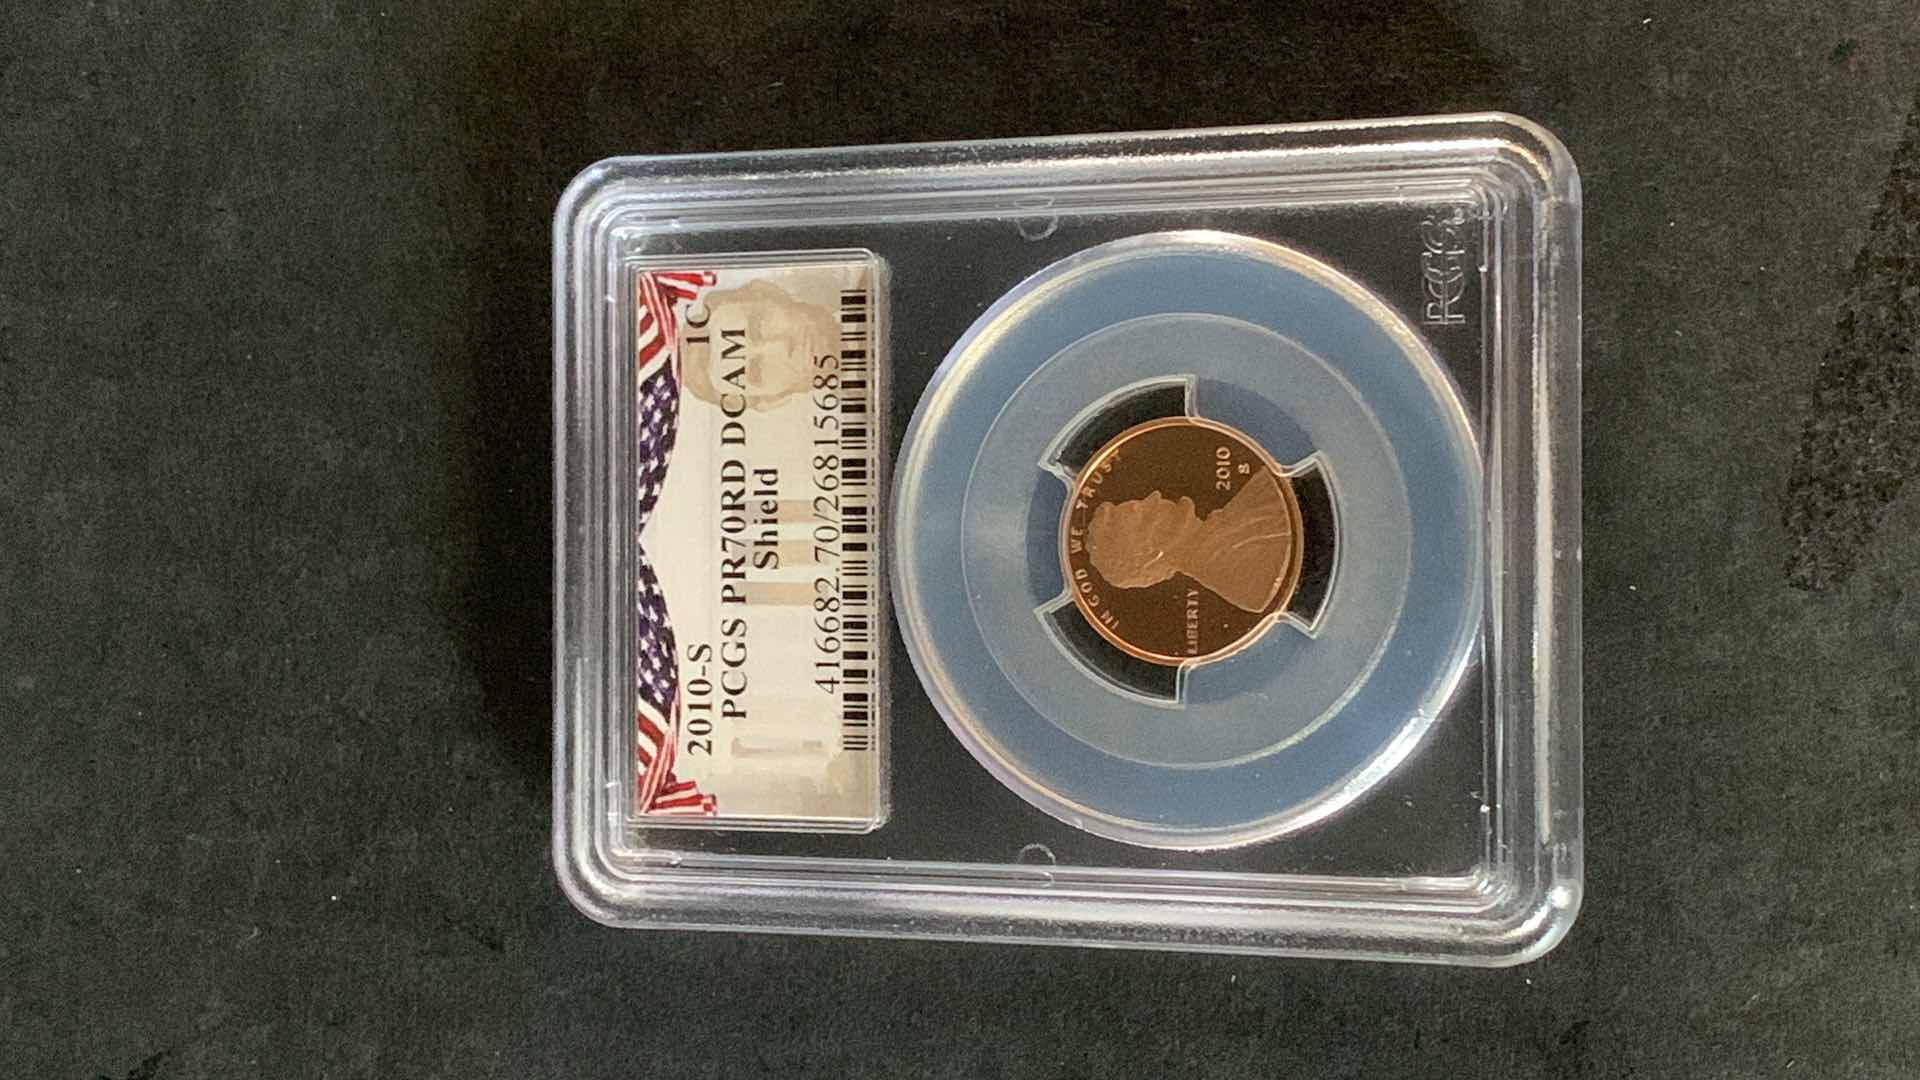 2010-S 1C
PCGS PR70RD DCAM
Shield
416682.70/26815685
IN GOD WE TRUST
LIBERTY
2010
S
PCGS